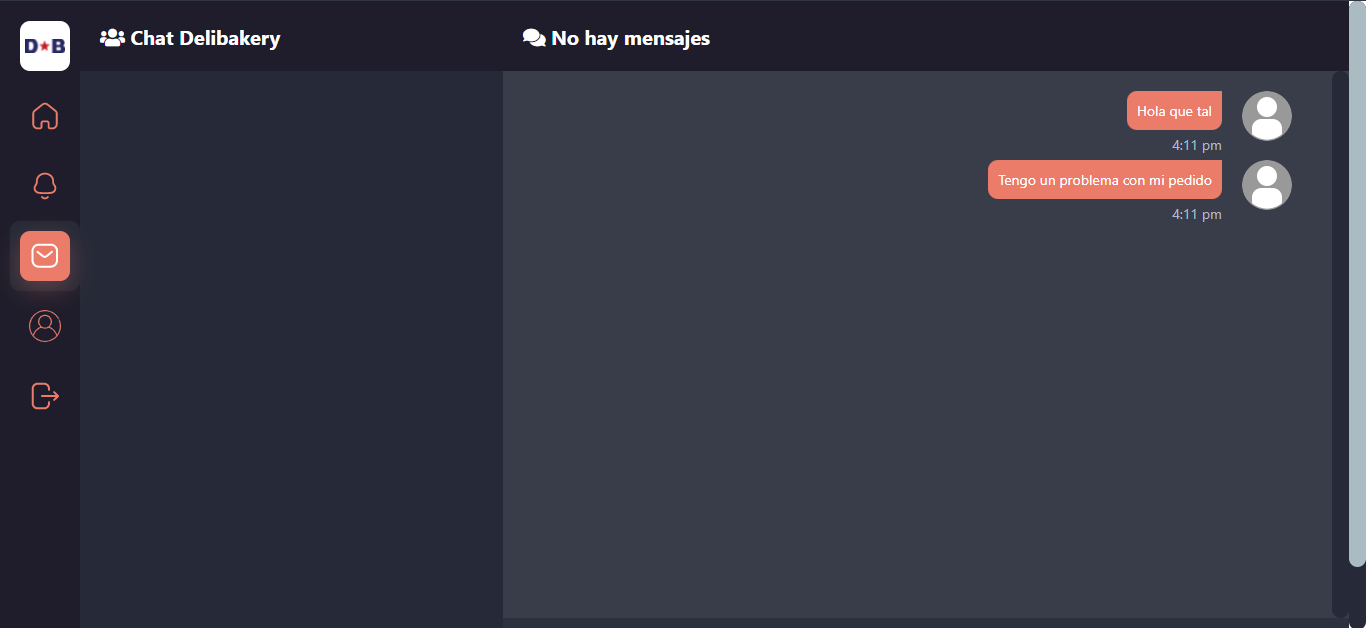 D★B
Chat Delibakery
No hay mensajes
Hola que tal
4:11 pm
Tengo un problema con mi pedido
4:11 pm